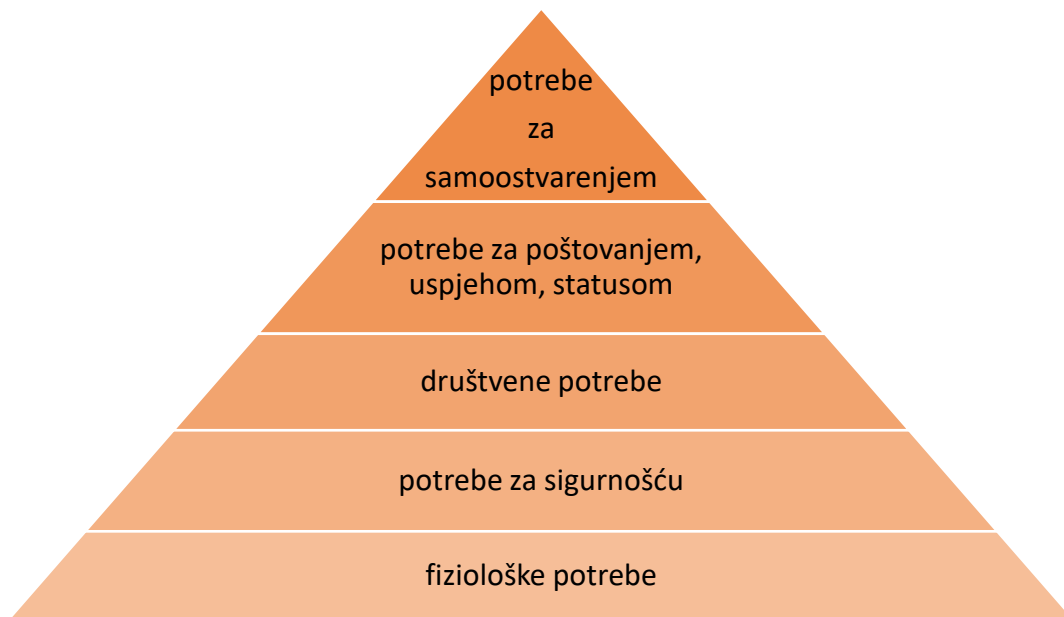 potrebe
za
samoostvarenjem
potrebe za poštovanjem,
uspjehom, statusom
društvene potrebe
potrebe za sigurnošću
fiziološke potrebe